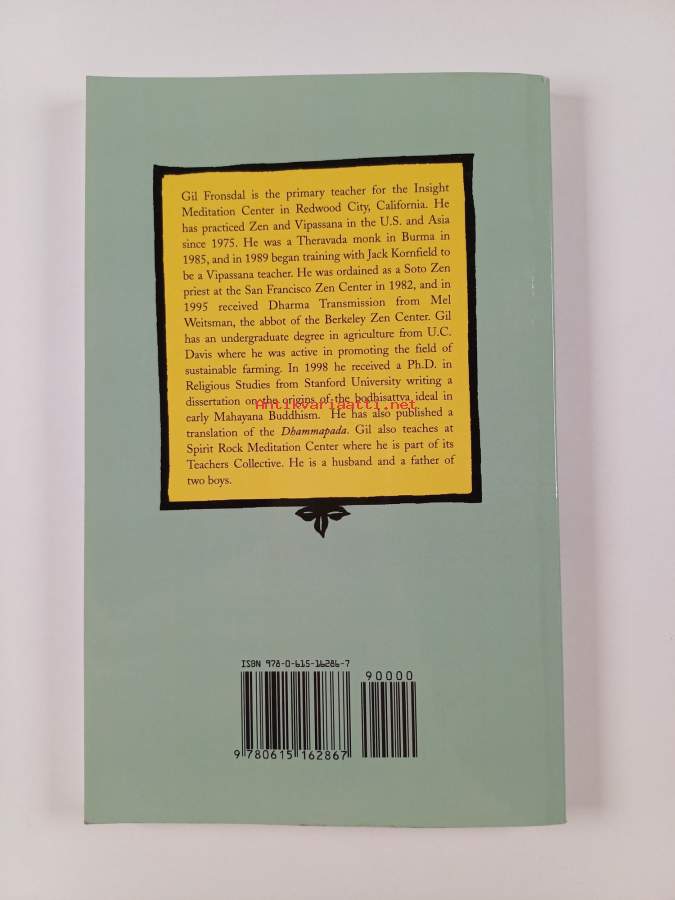 Gil Fronsdal is the primary teacher for the Insight
Meditation Center in Redwood City, California. He
has practiced Zen and Vipassana in the U.S. and Asia
since 1975. He was a Theravada monk in Burma in
1985, and in 1989 began training with Jack Kornfield to
be a Vipassana teacher. He was ordained as a Soto Zen
priest at the San Francisco Zen Center in 1982, and in
1995 received Dharma Transmission from Mel
Weitsman, the abbot of the Berkeley Zen Center. Gil
has an undergraduate degree in agriculture from U.C.
Davis where he was active in promoting the field of
sustainable farming. In 1998 he received a Ph.D. in
Religious Studies from Stanford University writing a
dissertation on the origins of the bodhisattva ideal in
Antikvariaatti.net
early Mahayana Buddhism. He has also published a
translation of the Dhammapada. Gil also teaches at
Spirit Rock Meditation Center where he is part of its
Teachers Collective. He is a husband and a father of
two boys.
ISBN 978-0-615-16286-7
90000
9 780615 162867